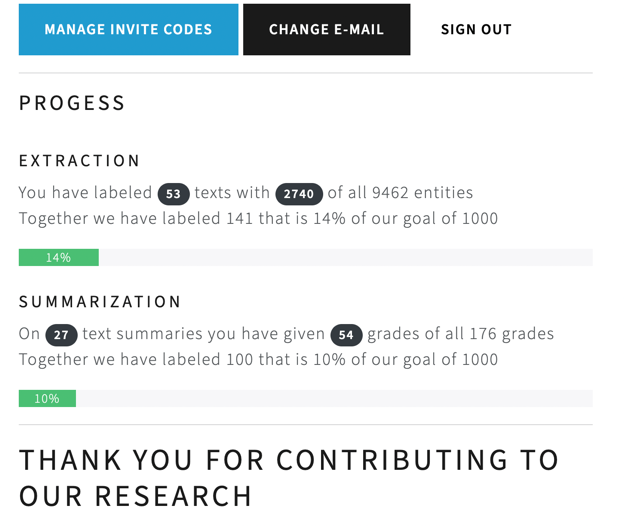 MANAGE INVITE CODES CHANGE E-MAIL SIGN OUT
PROGESS
EXTRACTION
You have labeled 53 texts with 2740 of all 9462 entities
Together we have labeled 141 that is 14% of our goal of 1000
14%
SUMMARIZATION
On 27 text summaries you have given 54 grades of all 176 grades
Together we have labeled 100 that is 10% of our goal of 1000
10%
THANK YOU FOR CONTRIBUTING TO
OUR RESEARCH